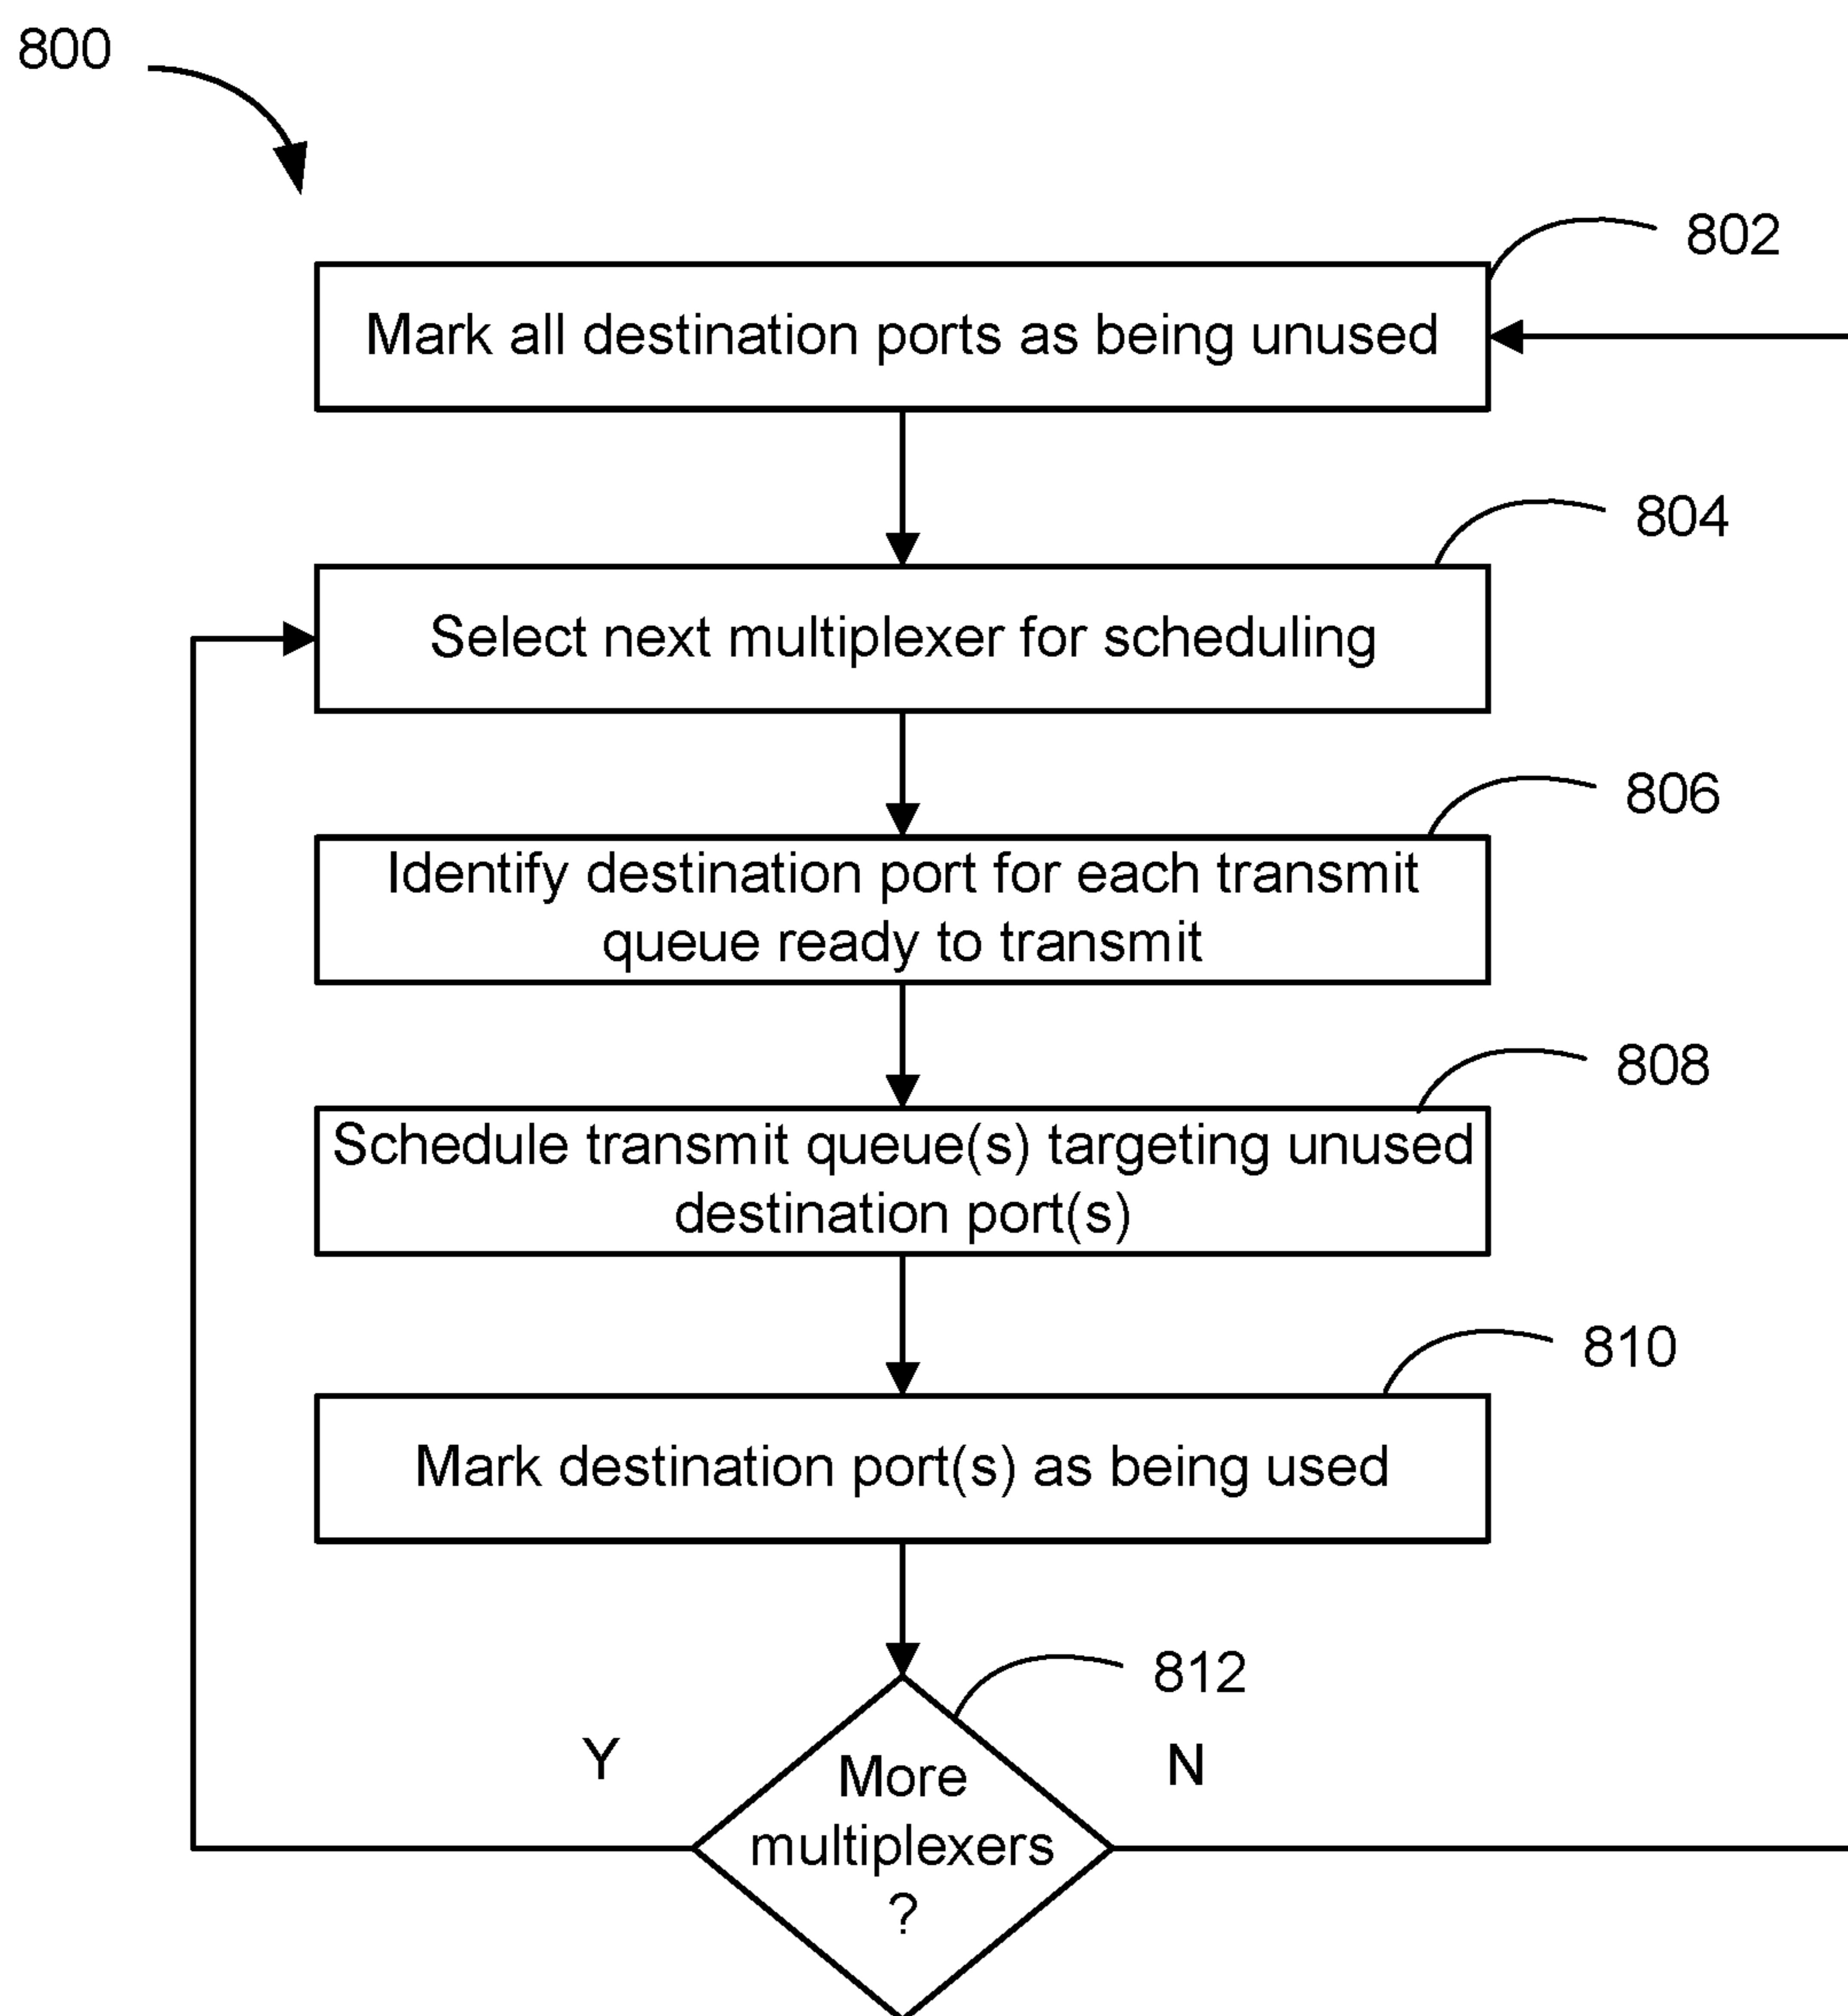 800
802
Mark all destination ports as being unused
804
Select next multiplexer for scheduling
806
Identify destination port for each transmit
queue ready to transmit
808
Schedule transmit queue(s) targeting unused
destination port(s)
810
Mark destination port(s) as being used
812
Y
N
More
multiplexers
?